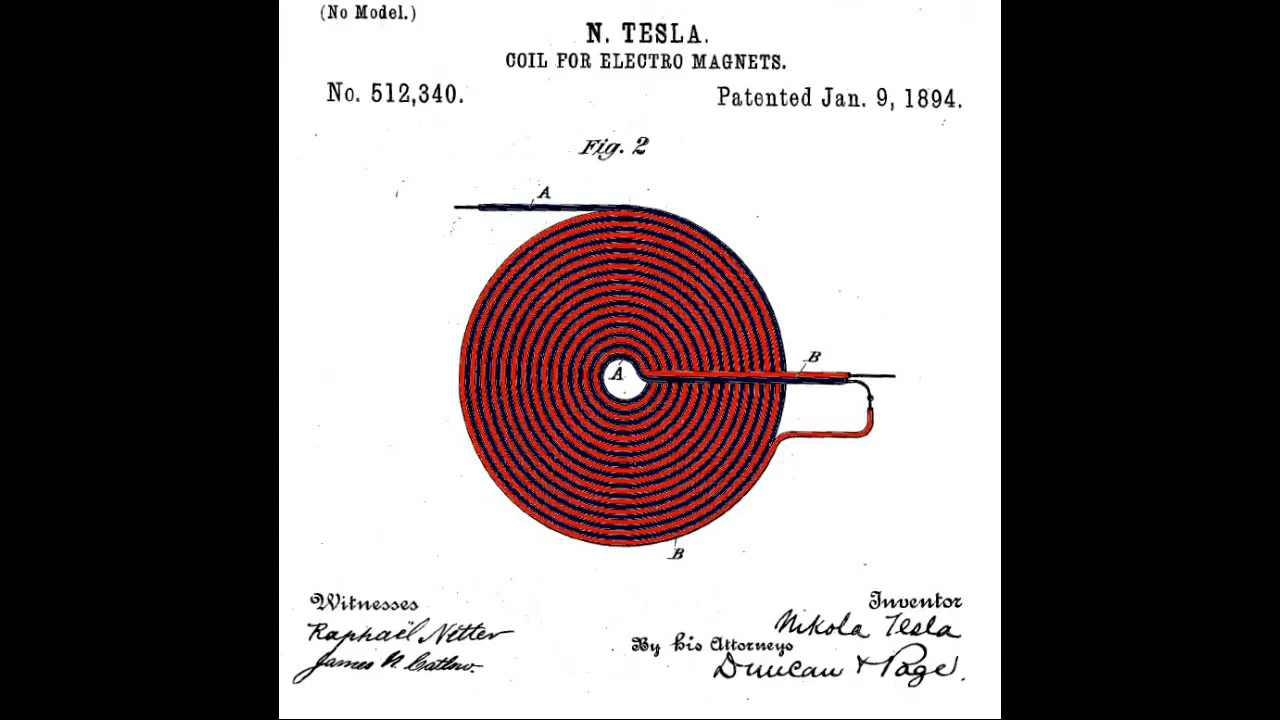 (No Model.)
N. TESLA.
COIL FOR ELECTRO MAGNETS.
No. 512,340.
Patented Jan. 9, 1894.
Fig. 2
A
B
A
B
Witnesses
Raphaël Netter
James N. Catlow.
Inventor
Nikola Tesla
By his Attorneys
Duncan & Page.